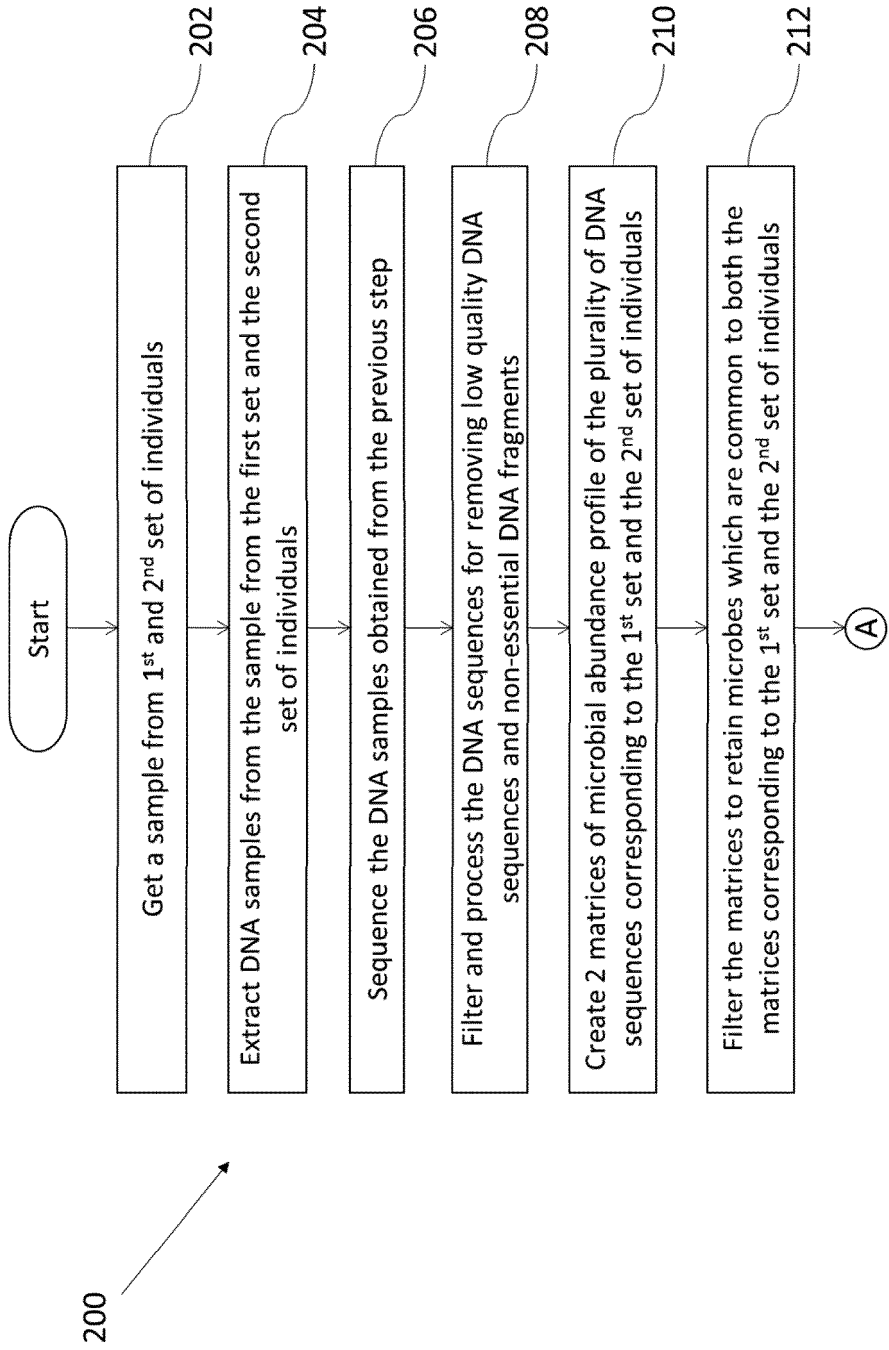 Start
Get a sample from 1st and 2nd set of individuals
202
Extract DNA samples from the sample from the first set and the second
set of individuals
204
Sequence the DNA samples obtained from the previous step
206
Filter and process the DNA sequences for removing low quality DNA
sequences and non-essential DNA fragments
208
Create 2 matrices of microbial abundance profile of the plurality of DNA
sequences corresponding to the 1st set and the 2nd set of individuals
210
Filter the matrices to retain microbes which are common to both the
matrices corresponding to the 1st set and the 2nd set of individuals
212
A
200